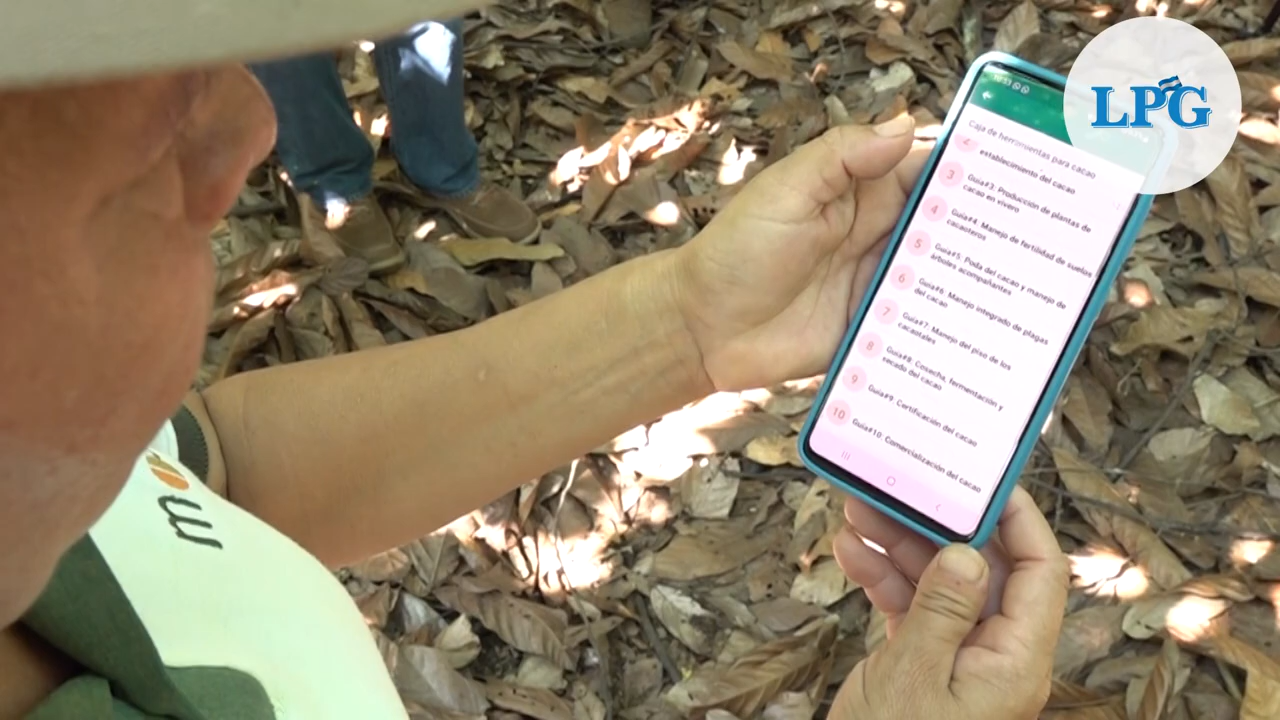 LPG
10:53
Caja de herramientas para cacao
2
establecimiento del cacao
3
Guía#3: Producción de plantas de
cacao en vivero
4
Guía#4. Manejo de fertilidad de suelos
cacaoteros
5
Guía#5: Poda del cacao y manejo de
árboles acompañantes
6
Guía#6. Manejo integrado de plagas
del cacao
7
Guía#7. Manejo del piso de los
cacaotales
8
Guía#8: Cosecha, fermentación y
secado del cacao
9
Guía#9: Certificación del cacao
10
Guía#10: Comercialización del cacao